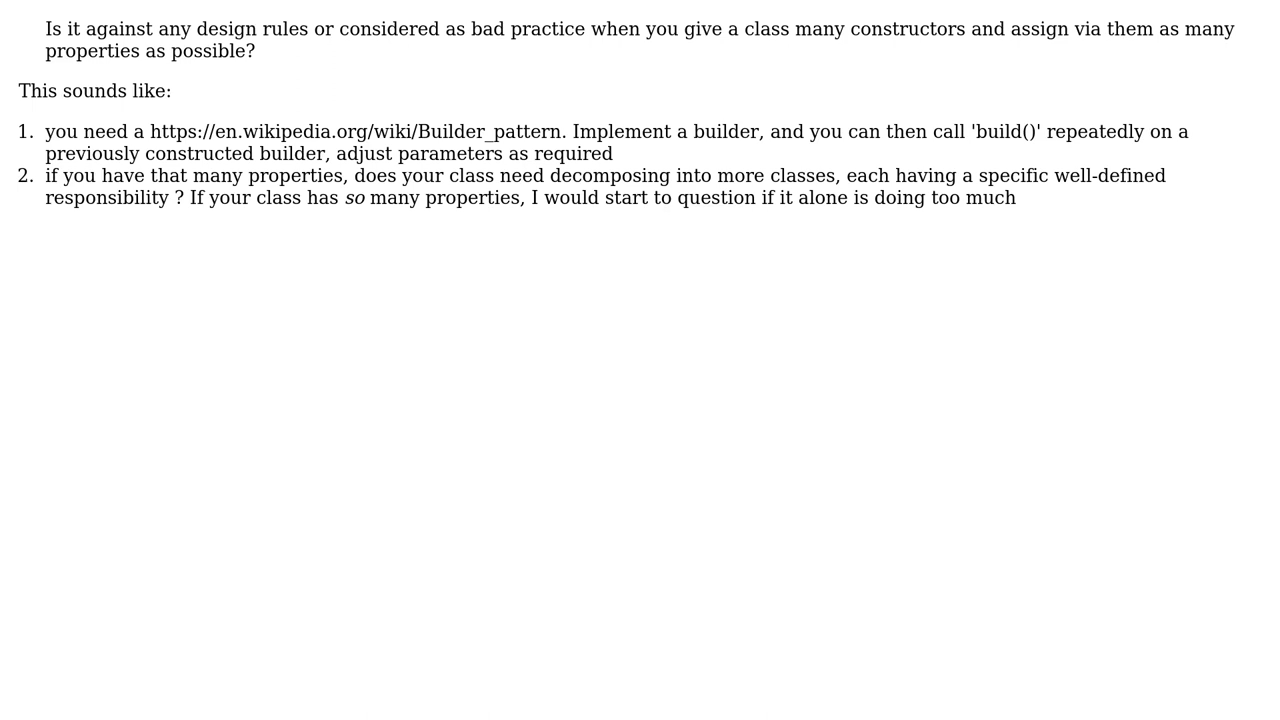 Is it against any design rules or considered as bad practice when you give a class many constructors and assign via them as many
properties as possible?
This sounds like:
1. you need a https://en.wikipedia.org/wiki/Builder_pattern. Implement a builder, and you can then call 'build()' repeatedly on a
previously constructed builder, adjust parameters as required
2. if you have that many properties, does your class need decomposing into more classes, each having a specific well-defined
responsibility ? If your class has so many properties, I would start to question if it alone is doing too much